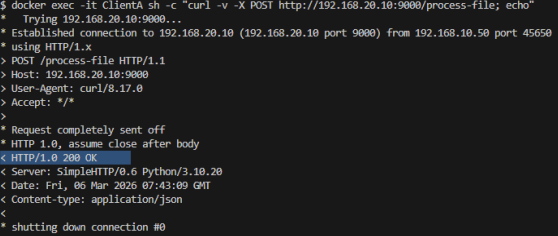 $ docker exec -it ClientA sh -c "curl -v -X POST http://192.168.20.10:9000/process-file; echo"
*   Trying 192.168.20.10:9000...
* Established connection to 192.168.20.10 (192.168.20.10 port 9000) from 192.168.10.50 port 45650
* using HTTP/1.x
> POST /process-file HTTP/1.1
> Host: 192.168.20.10:9000
> User-Agent: curl/8.17.0
> Accept: */*
>
* Request completely sent off
* HTTP 1.0, assume close after body
< HTTP/1.0 200 OK
< Server: SimpleHTTP/0.6 Python/3.10.20
< Date: Fri, 06 Mar 2026 07:43:09 GMT
< Content-type: application/json
<
* shutting down connection #0